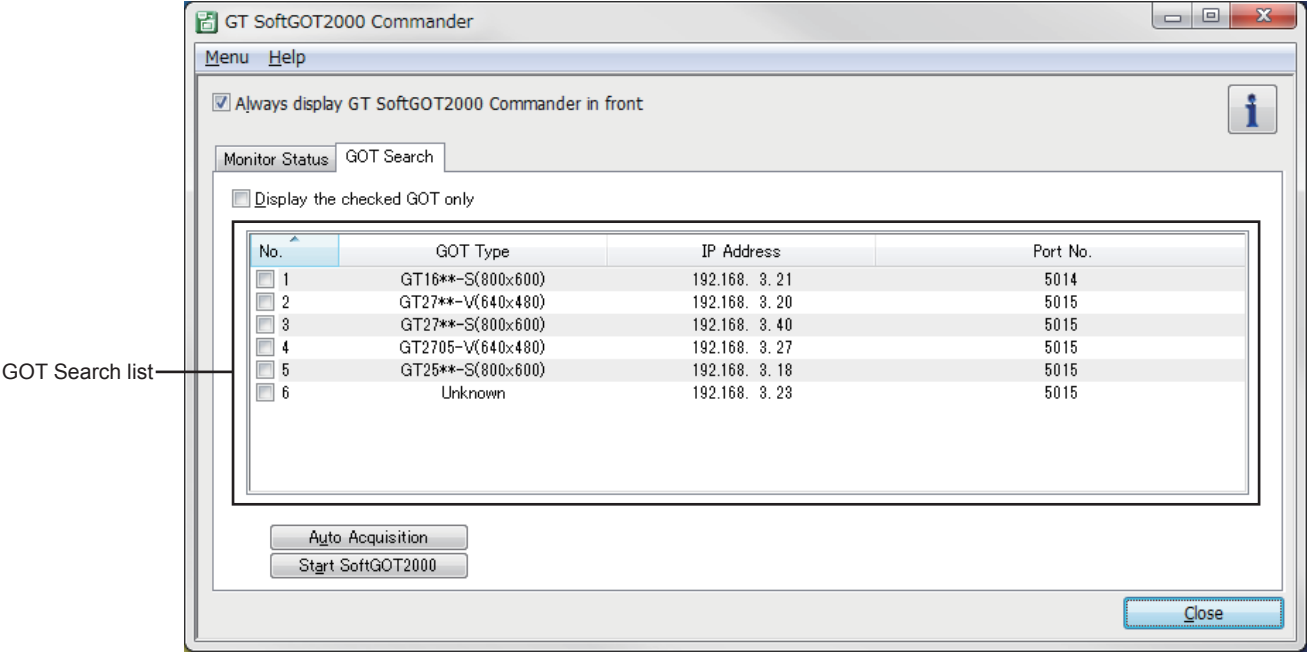 GT SoftGOT2000 Commander
Menu Help
Always display GT SoftGOT2000 Commander in front
Monitor Status GOT Search
Display the checked GOT only
No. GOT Type IP Address Port No.
1 GT16**-S(800x600) 192.168. 3. 21 5014
2 GT27**-V(640x480) 192.168. 3. 20 5015
3 GT27**-S(800x600) 192.168. 3. 40 5015
4 GT2705-V(640x480) 192.168. 3. 27 5015
GOT Search list
5 GT25**-S(800x600) 192.168. 3. 18 5015
6 Unknown 192.168. 3. 23 5015
Auto Acquisition
Start SoftGOT2000
Close